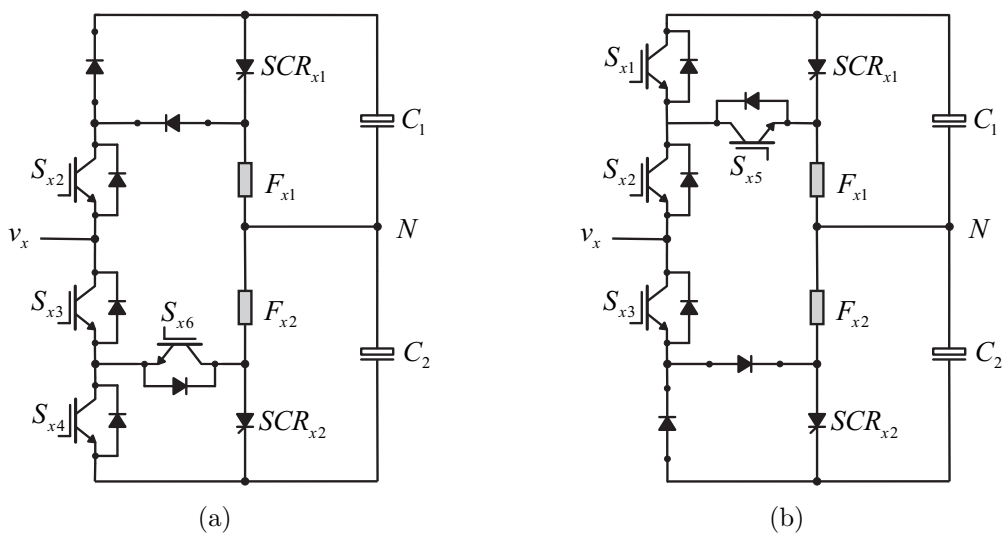 SCRx1
C1
Sx2
Fx1
vx
N
Sx3
Sx6
Fx2
C2
Sx4
SCRx2
(a)
Sx1
SCRx1
C1
Sx5
Sx2
Fx1
vx
N
Sx3
Fx2
C2
SCRx2
(b)